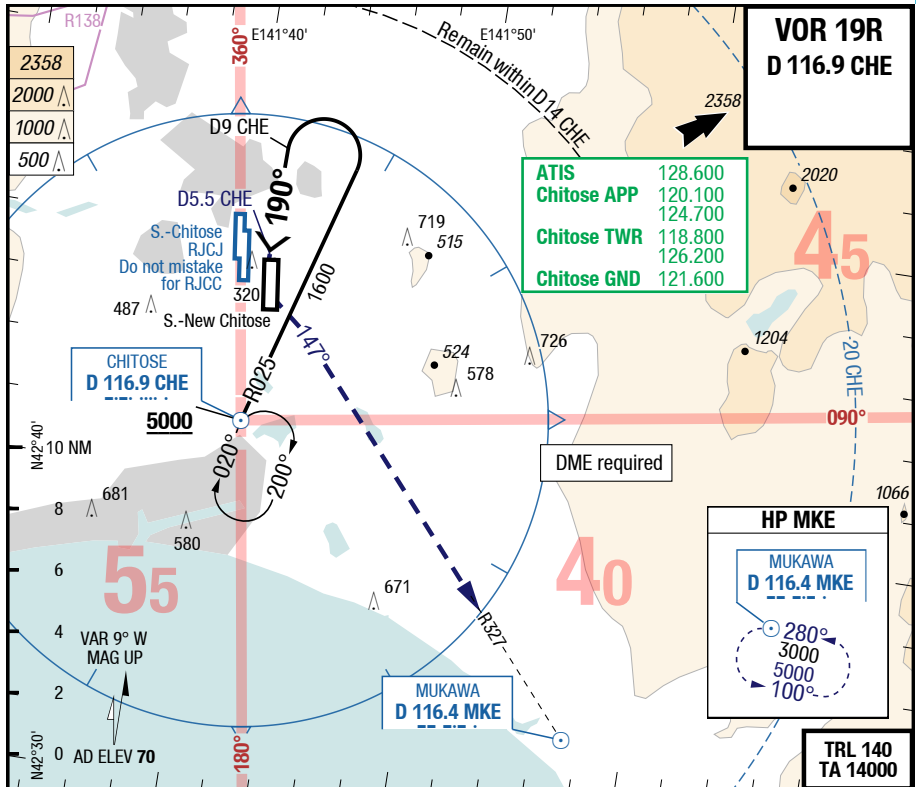 R138
E141°40'
E141°50'
360°
Remain within D14 CHE
VOR 19R
D 116.9 CHE
2358
2000
1000
500
2358
D9 CHE
190°
D5.5 CHE
ATIS 128.600
Chitose APP 120.100
124.700
Chitose TWR 118.800
126.200
Chitose GND 121.600
2020
45
S.-Chitose
RJCJ
Do not mistake
for RJCC
719
515
320
1600
487
S.-New Chitose
147°
726
1204
20 CHE
524
578
CHITOSE
D 116.9 CHE
R025
5000
090°
N42°40'
10 NM
020°
200°
DME required
681
8
580
1066
HP MKE
MUKAWA
D 116.4 MKE
280°
3000
5000
100°
55
6
40
671
R327
4
VAR 9° W
MAG UP
2
MUKAWA
D 116.4 MKE
N42°30'
0
AD ELEV 70
180°
TRL 140
TA 14000